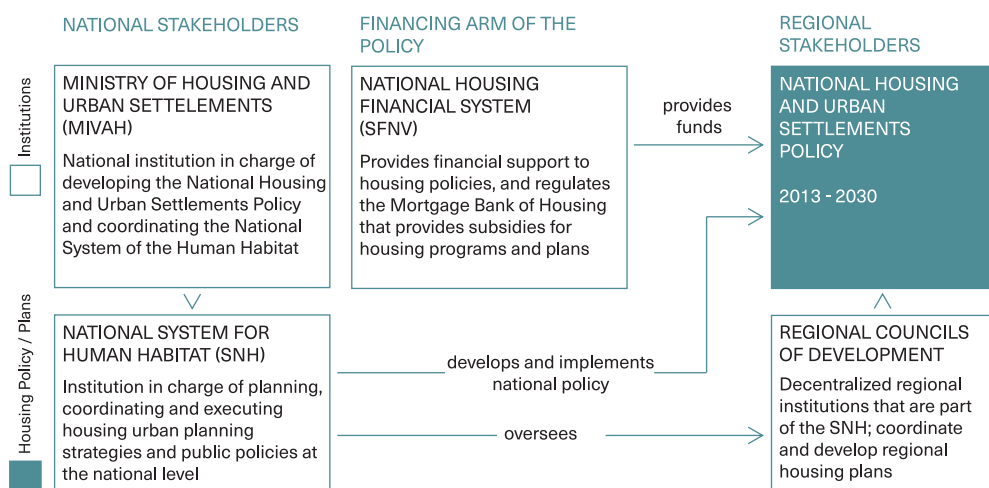 NATIONAL STAKEHOLDERS
FINANCING ARM OF THE
POLICY
REGIONAL
STAKEHOLDERS
Institutions
MINISTRY OF HOUSING AND
URBAN SETTELEMENTS
(MIVAH)
National institution in charge of
developing the National Housing
and Urban Settlements Policy
and coordinating the National
System of the Human Habitat
NATIONAL HOUSING
FINANCIAL SYSTEM
(SFNV)
Provides financial support to
housing policies, and regulates
the Mortgage Bank of Housing
that provides subsidies for
housing programs and plans
provides
funds
NATIONAL HOUSING
AND URBAN
SETTLEMENTS
POLICY
2013 - 2030
Housing Policy / Plans
NATIONAL SYSTEM FOR
HUMAN HABITAT (SNH)
Institution in charge of planning,
coordinating and executing
housing urban planning
strategies and public policies at
the national level
develops and implements
national policy
oversees
REGIONAL COUNCILS
OF DEVELOPMENT
Decentralized regional
institutions that are part
of the SNH; coordinate
and develop regional
housing plans